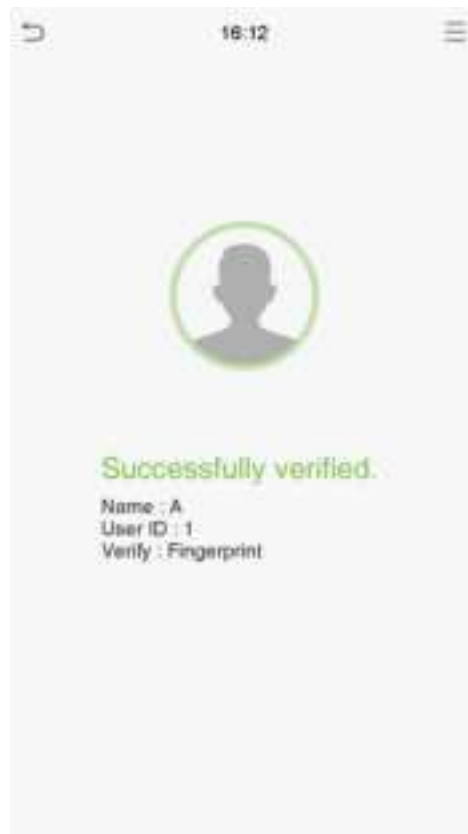 16:12
Successfully verified.
Name : A
User ID : 1
Verify : Fingerprint